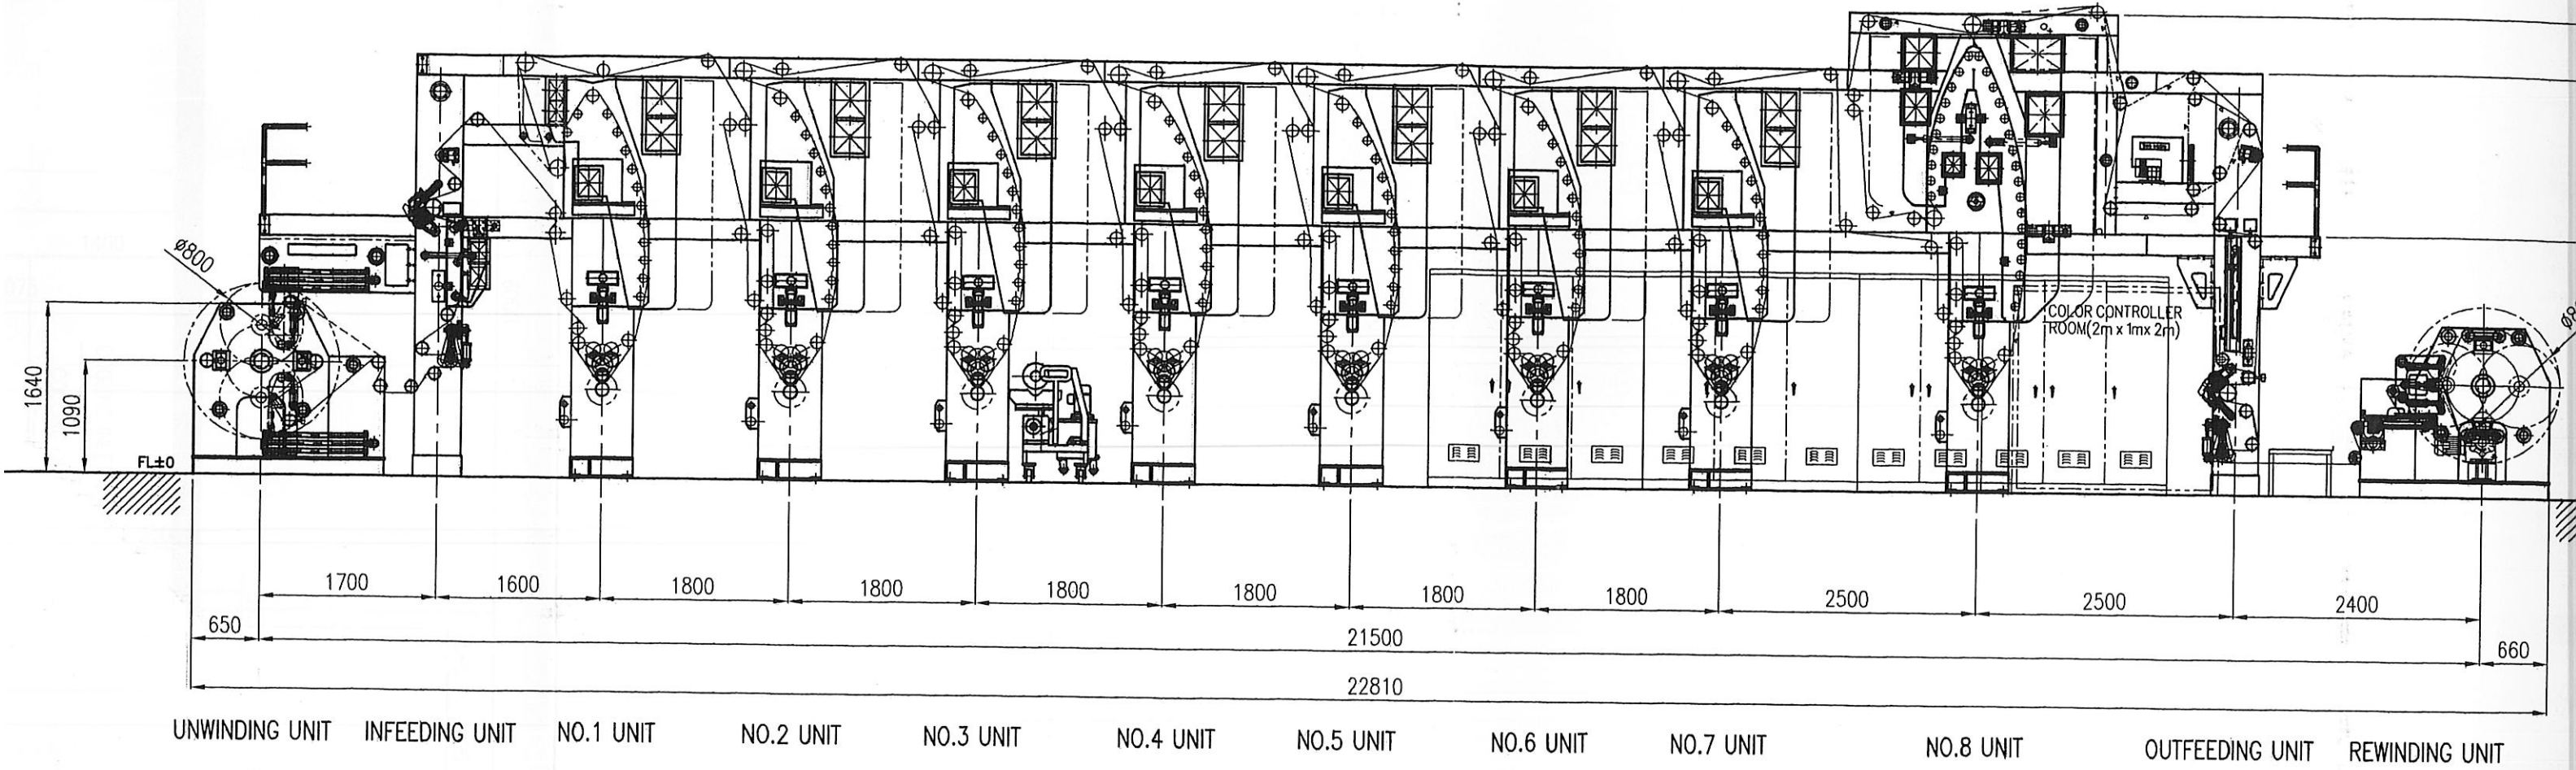 ø800
1640
1090
FL±0
COLOR CONTROLLER
ROOM(2m x 1mx 2m)
1700
1600
1800
1800
1800
1800
1800
1800
2500
2500
2400
650
21500
660
22810
UNWINDING UNIT
INFEEDING UNIT
NO.1 UNIT
NO.2 UNIT
NO.3 UNIT
NO.4 UNIT
NO.5 UNIT
NO.6 UNIT
NO.7 UNIT
NO.8 UNIT
OUTFEEDING UNIT
REWINDING UNIT